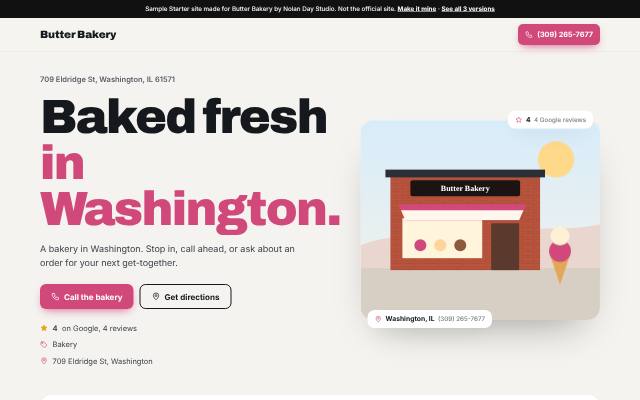 Sample Starter site made for Butter Bakery by Nolan Day Studio. Not the official site. Make it mine · See all 3 versions
Butter Bakery
(309) 265-7677
709 Eldridge St, Washington, IL 61571
Baked fresh
in
Washington.
A bakery in Washington. Stop in, call ahead, or ask about an
order for your next get-together.
Call the bakery
Get directions
4 on Google, 4 reviews
Bakery
709 Eldridge St, Washington
4 4 Google reviews
Butter Bakery
Washington, IL (309) 265-7677